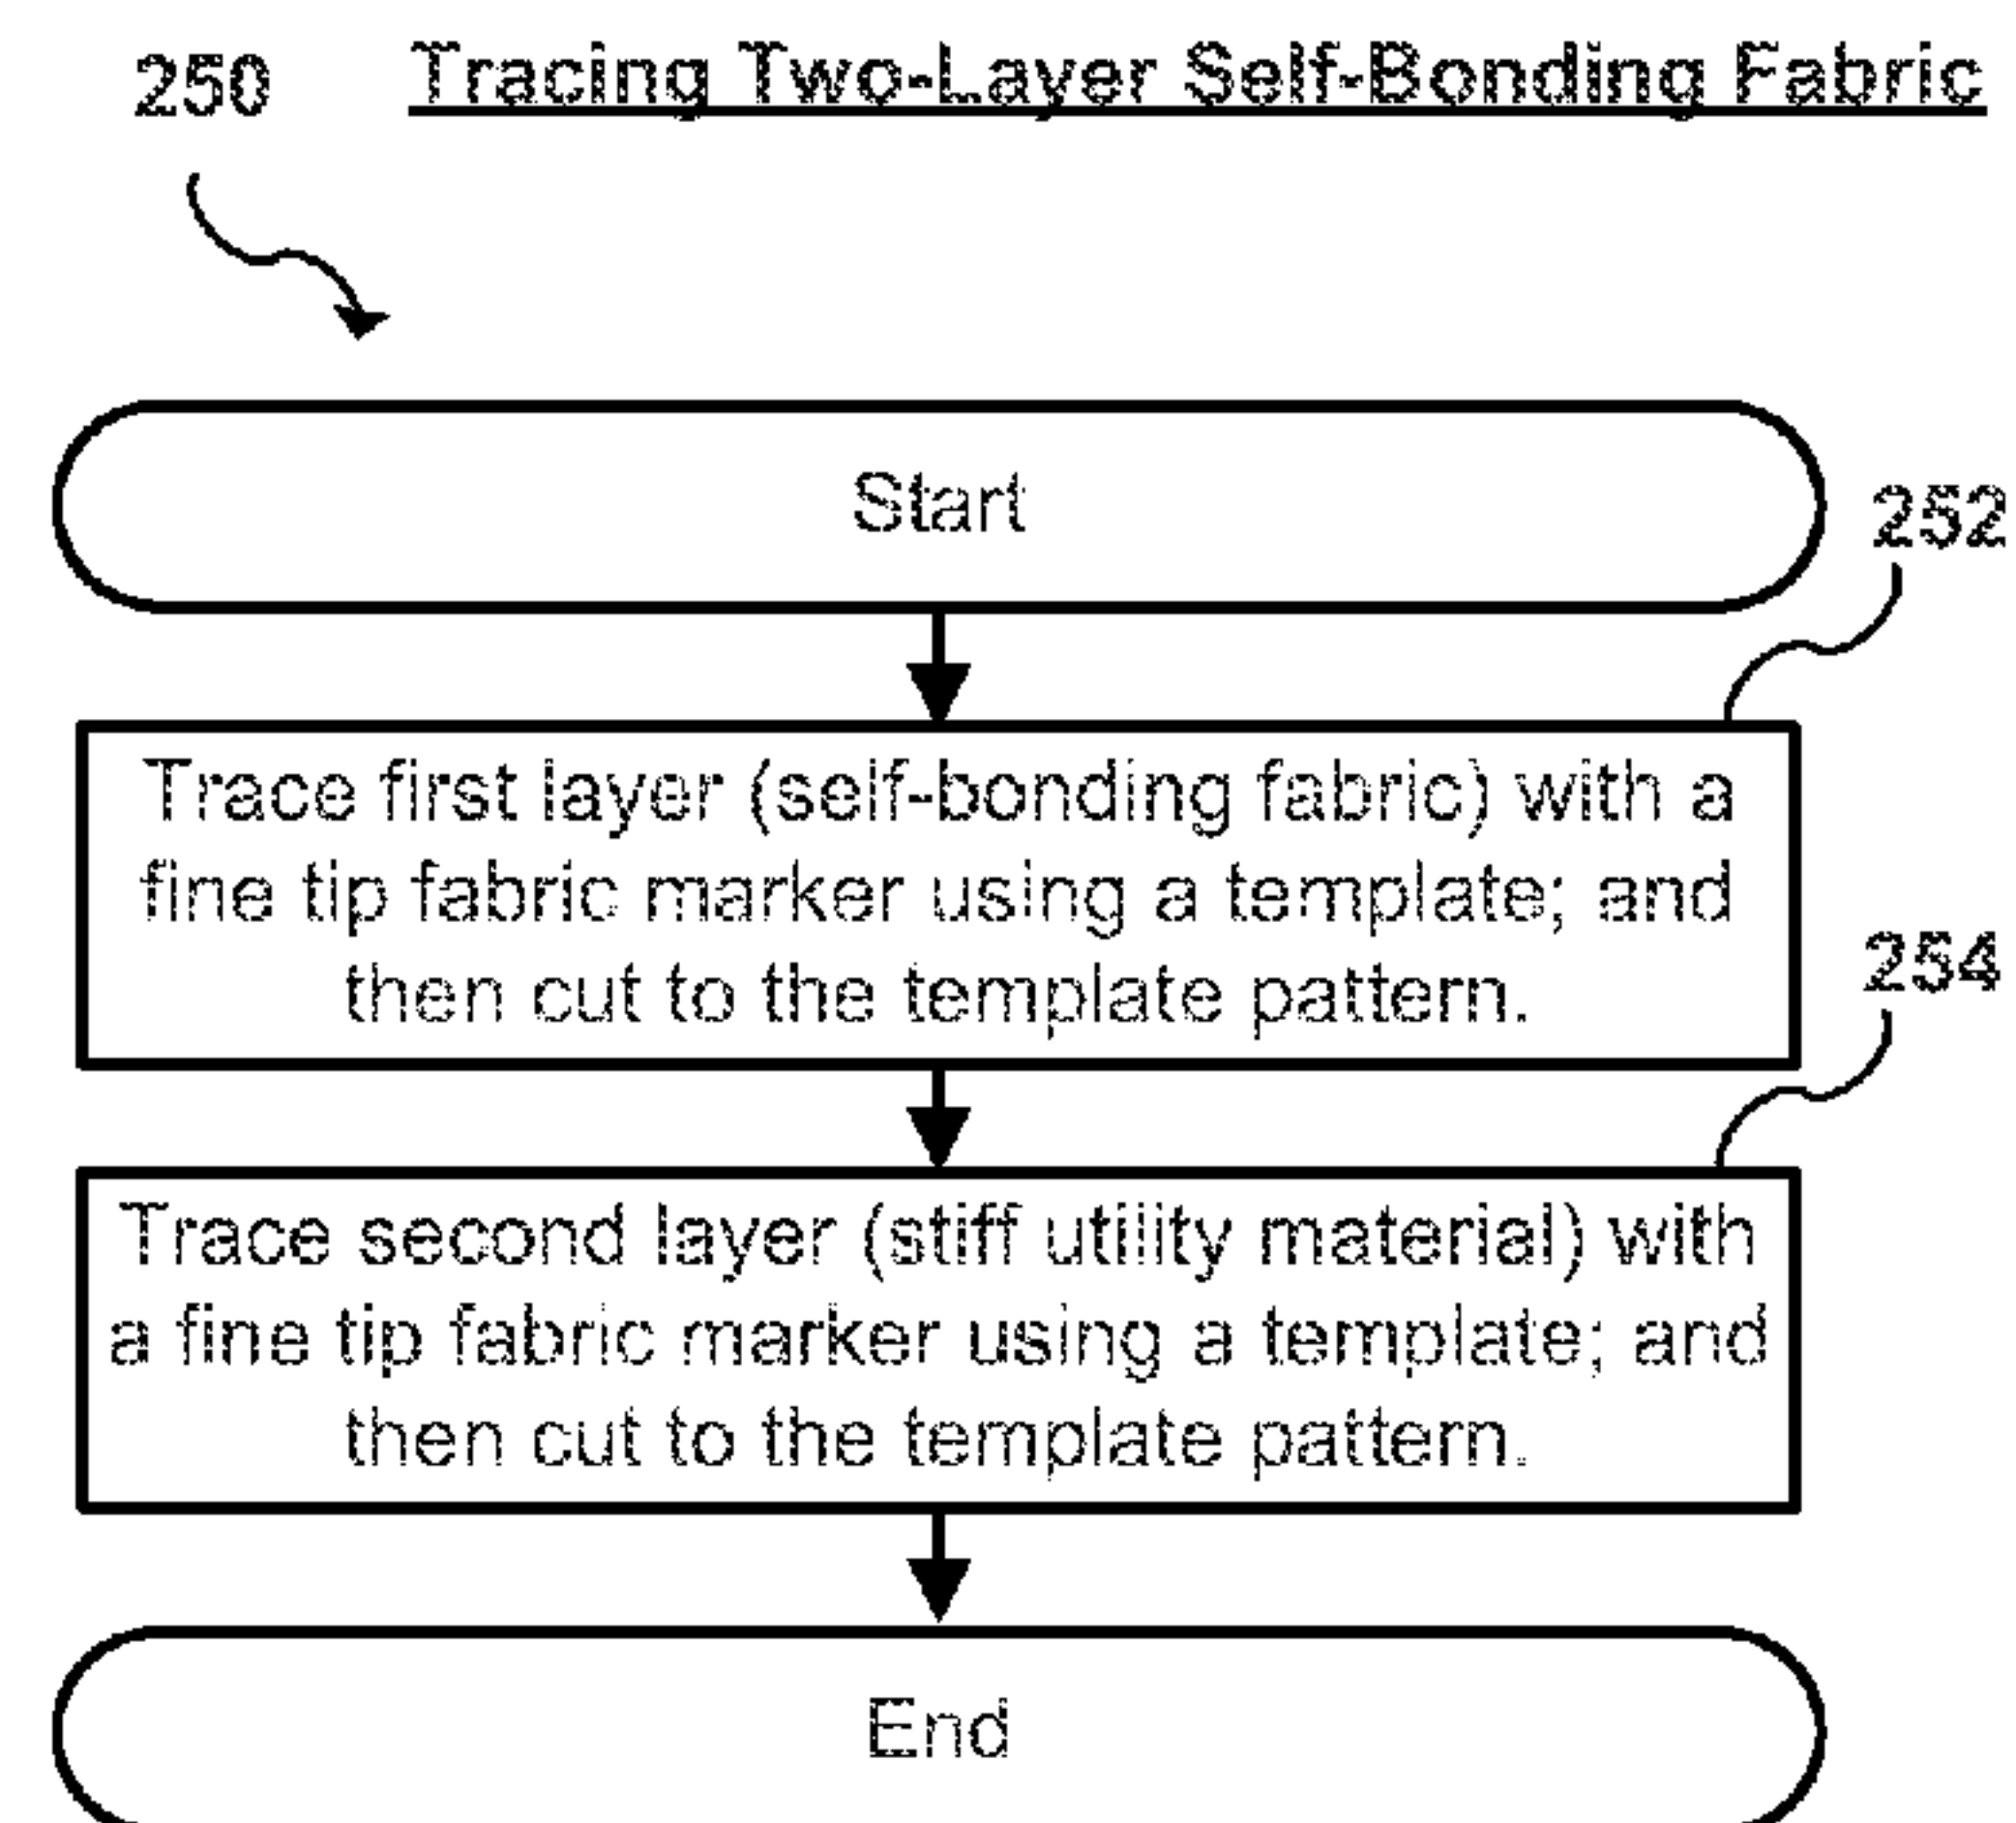 250 Tracing Two-Layer Self-Bonding Fabric
Start
252
Trace first layer (self-bonding fabric) with a
fine tip fabric marker using a template; and
then cut to the template pattern.
254
Trace second layer (stiff utility material) with
a fine tip fabric marker using a template; and
then cut to the template pattern.
End